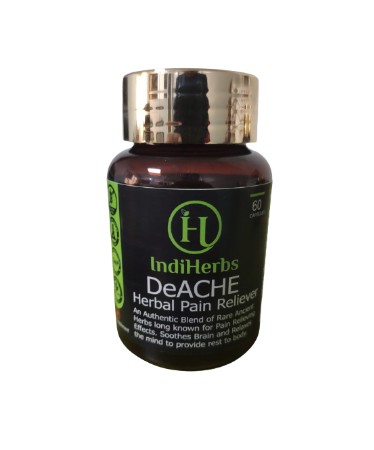 60
IH
IndiHerbs
DeACHE
Herbal Pain Reliever
An Authentic Blend of Rare Ancient
Herbs long known for Pain Relieving
Effects. Soothes Brain and Relaxes
the mind to provide rest to body.